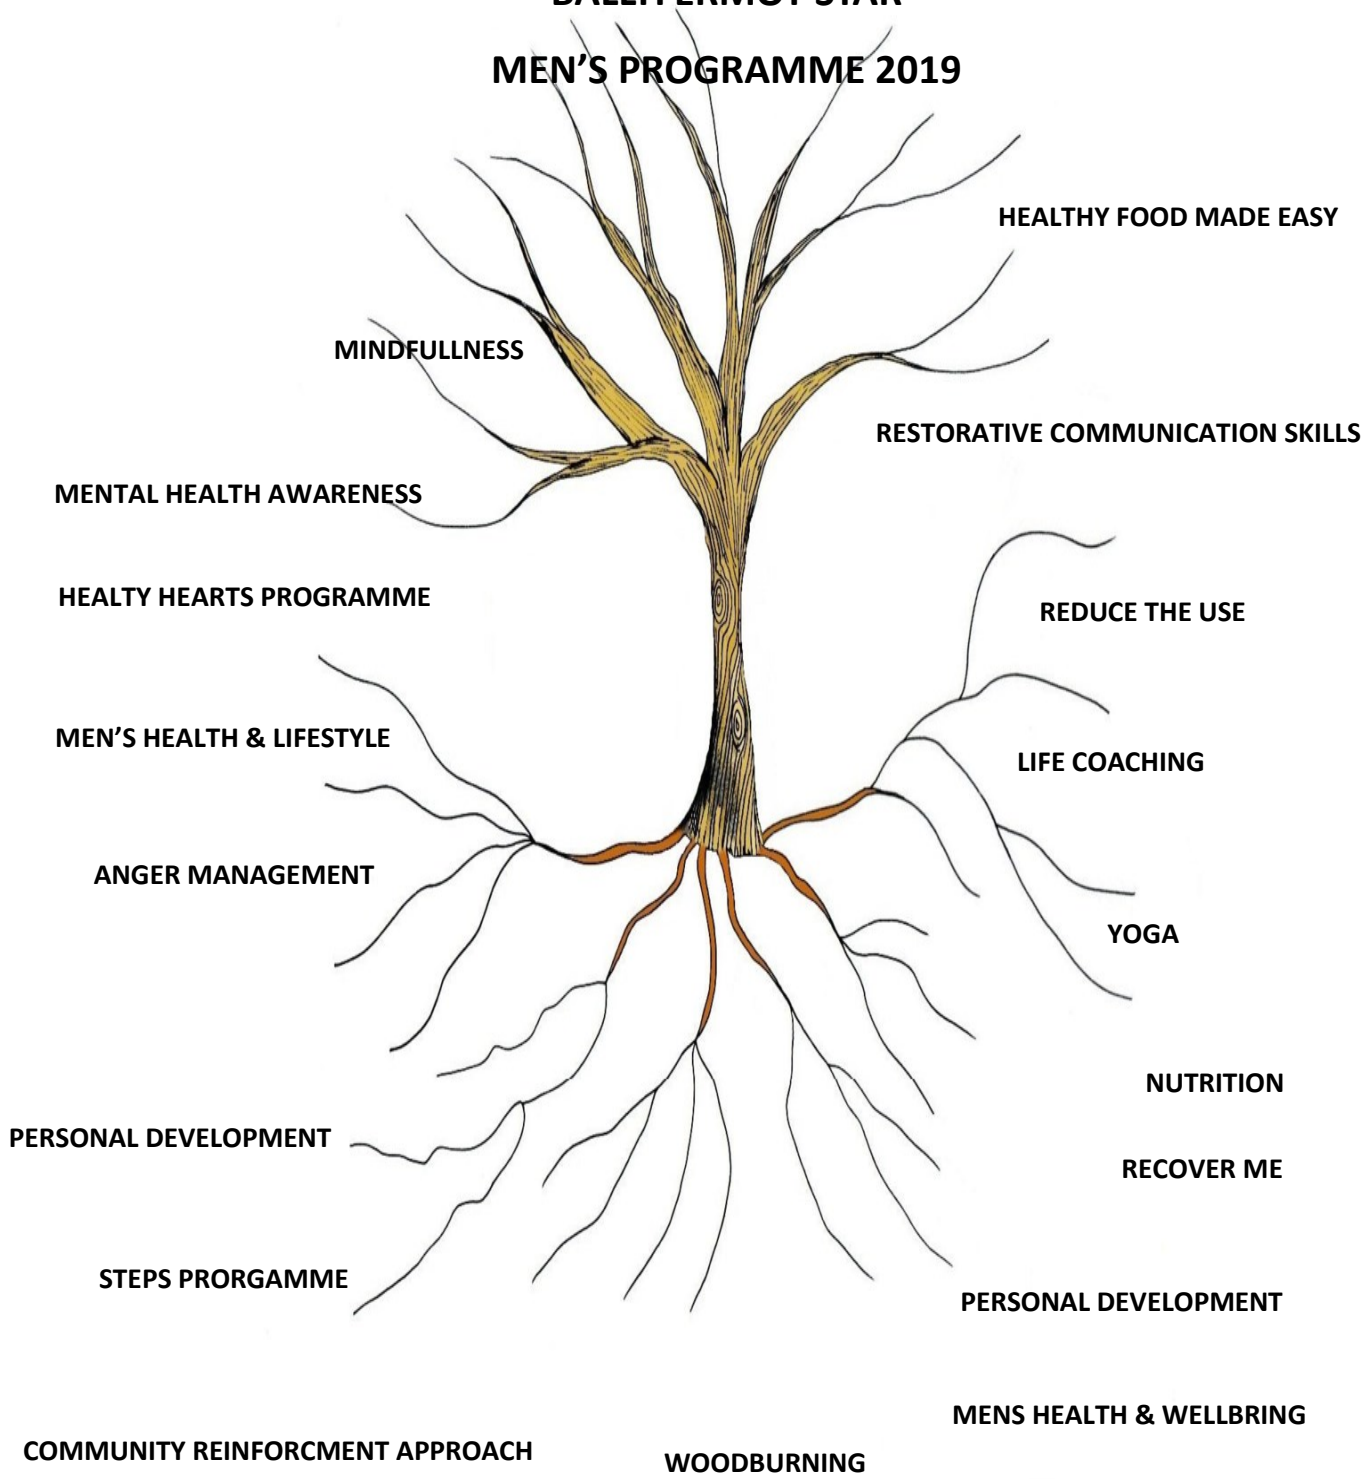 MEN'S PROGRAMME 2019
HEALTHY FOOD MADE EASY
MINDFULLNESS
RESTORATIVE COMMUNICATION SKILLS
MENTAL HEALTH AWARENESS
HEALTY HEARTS PROGRAMME
REDUCE THE USE
MEN'S HEALTH & LIFESTYLE
LIFE COACHING
ANGER MANAGEMENT
YOGA
NUTRITION
PERSONAL DEVELOPMENT
RECOVER ME
STEPS PRORGAMME
PERSONAL DEVELOPMENT
MENS HEALTH & WELLBRING
COMMUNITY REINFORCMENT APPROACH
WOODBURNING